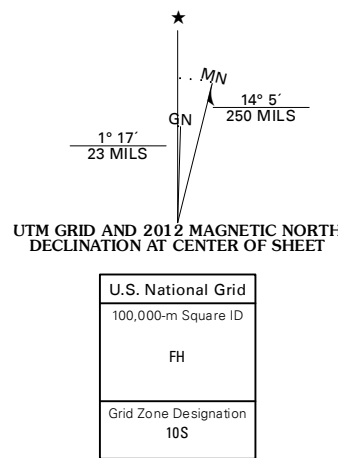 ★
MN
GN
14° 5´
250 MILS
1° 17´
23 MILS
UTM GRID AND 2012 MAGNETIC NORTH
DECLINATION AT CENTER OF SHEET
U.S. National Grid
100,000-m Square ID
FH
Grid Zone Designation
10S